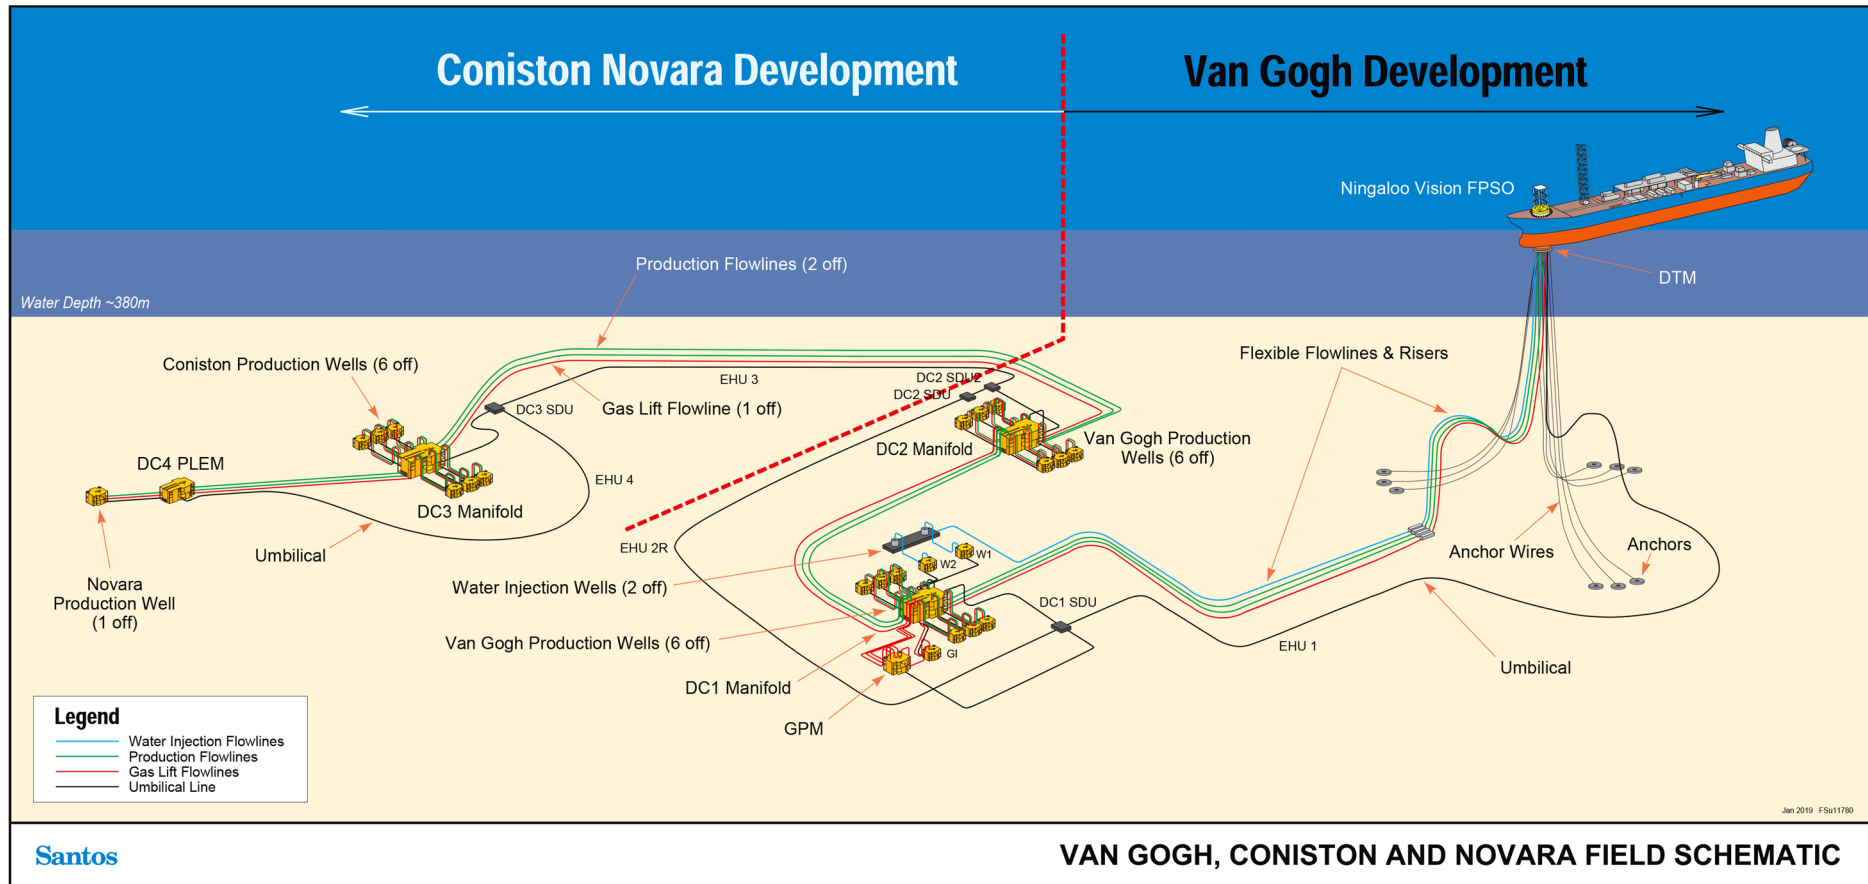 Coniston Novara Development
Van Gogh Development
Ningaloo Vision FPSO
Production Flowlines (2 off)
DTM
Water Depth ~380m
Coniston Production Wells (6 off)
Flexible Flowlines & Risers
EHU 3
DC2 SDU2
DC2 SDU
DC3 SDU
Gas Lift Flowline (1 off)
DC4 PLEM
DC2 Manifold
Van Gogh Production
Wells (6 off)
EHU 4
DC3 Manifold
Umbilical
EHU 2R
W1
W2
Anchor Wires
Anchors
Novara
Production Well
(1 off)
Water Injection Wells (2 off)
DC1 SDU
Van Gogh Production Wells (6 off)
GI
EHU 1
Umbilical
DC1 Manifold
GPM
Legend
Water Injection Flowlines
Production Flowlines
Gas Lift Flowlines
Umbilical Line
Jan 2019 FSu11780
Santos
VAN GOGH, CONISTON AND NOVARA FIELD SCHEMATIC